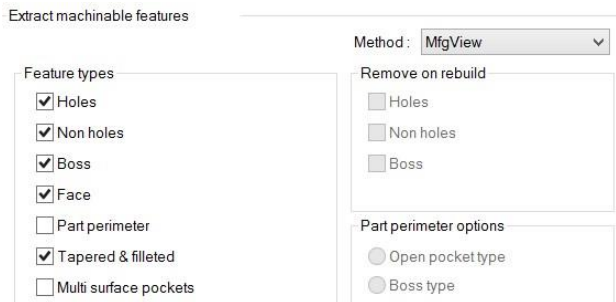 Extract machinable features
Method : MfgView
Feature types
Holes
Non holes
Boss
Face
Part perimeter
Tapered & filleted
Multi surface pockets
Remove on rebuild
Holes
Non holes
Boss
Part perimeter options
Open pocket type
Boss type